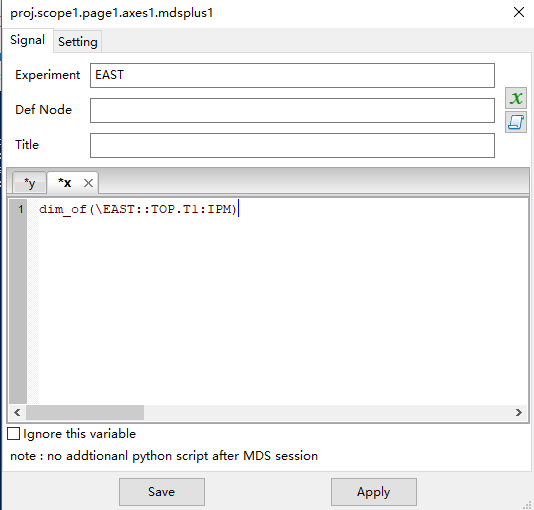 proj.scope1.page1.axes1.mdsplus1
Signal Setting
Experiment EAST
Def Node
Title
*y *x
1 dim_of(\EAST::TOP.T1:IPM)
Ignore this variable
note : no addtionanl python script after MDS session
Save Apply